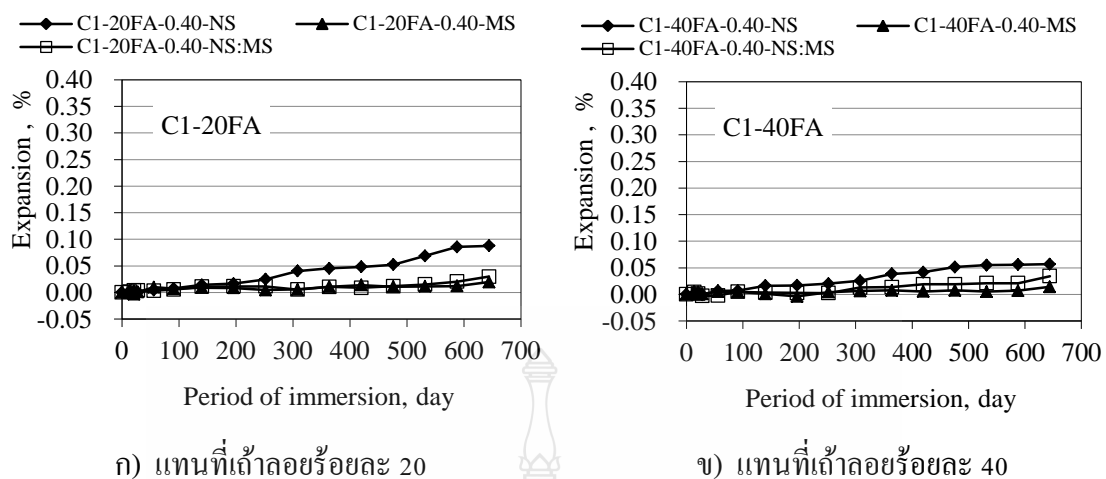 C1-20FA-0.40-NS C1-20FA-0.40-MS
C1-20FA-0.40-NS:MS
0.40
0.35
0.30
0.25
0.20
0.15
0.10
0.05
0.00
-0.05
Expansion , %
C1-20FA
0 100 200 300 400 500 600 700
Period of immersion, day
ก) แทนที่เถ้าลอยร้อยละ 20
C1-40FA-0.40-NS C1-40FA-0.40-MS
C1-40FA-0.40-NS:MS
0.40
0.35
0.30
0.25
0.20
0.15
0.10
0.05
0.00
-0.05
Expansion , %
C1-40FA
0 100 200 300 400 500 600 700
Period of immersion, day
ข) แทนที่เถ้าลอยร้อยละ 40